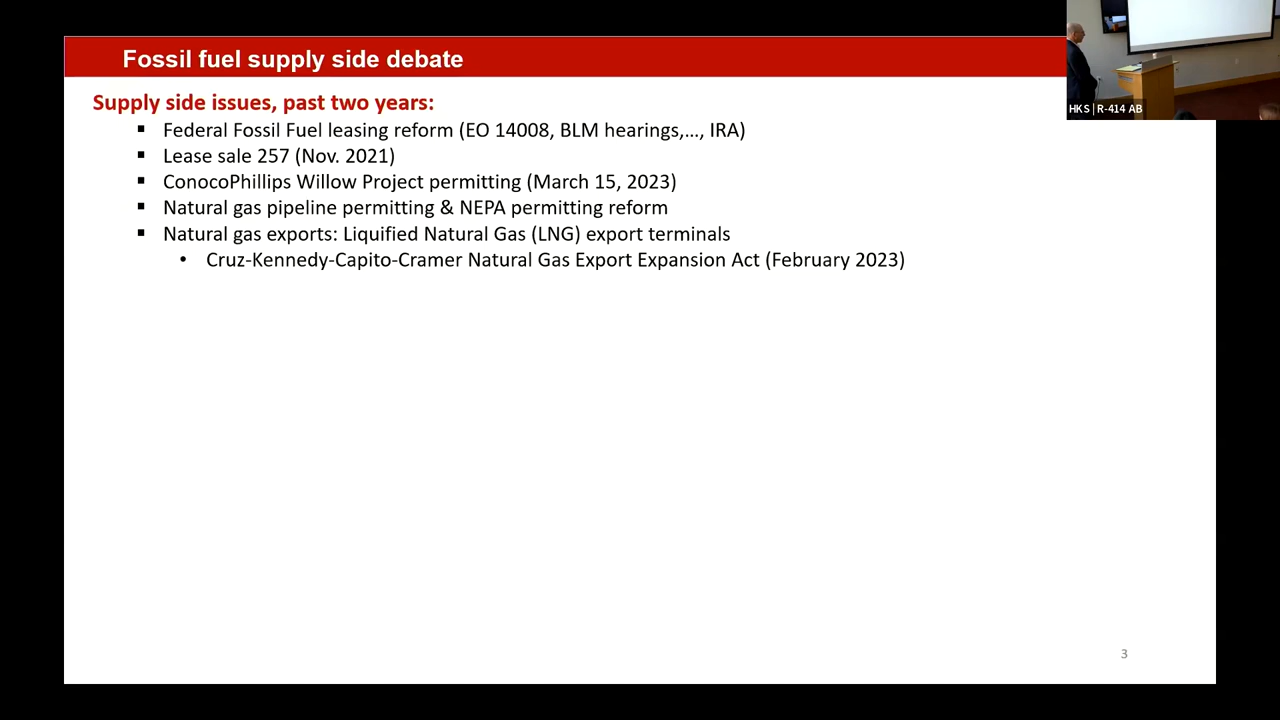 Fossil fuel supply side debate
Supply side issues, past two years:
▪ Federal Fossil Fuel leasing reform (EO 14008, BLM hearings,…, IRA)
▪ Lease sale 257 (Nov. 2021)
▪ ConocoPhillips Willow Project permitting (March 15, 2023)
▪ Natural gas pipeline permitting & NEPA permitting reform
▪ Natural gas exports: Liquified Natural Gas (LNG) export terminals
• Cruz-Kennedy-Capito-Cramer Natural Gas Export Expansion Act (February 2023)
3
HKS | R-414 AB